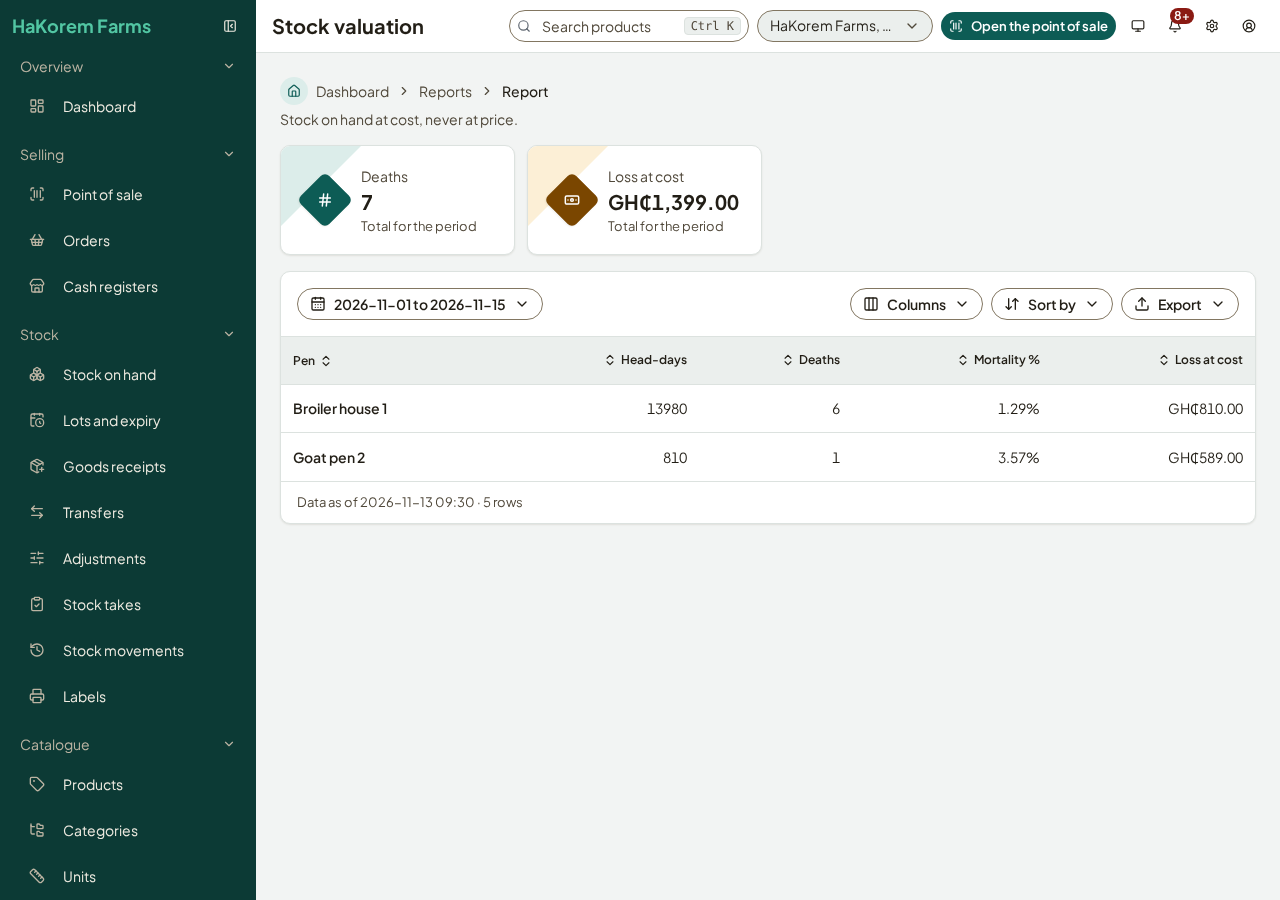 HaKorem Farms
Stock valuation
Search products
Ctrl K
HaKorem Farms, ...
Open the point of sale
8+
Overview
Dashboard
Selling
Point of sale
Orders
Cash registers
Stock
Stock on hand
Lots and expiry
Goods receipts
Transfers
Adjustments
Stock takes
Stock movements
Labels
Catalogue
Products
Categories
Units
Dashboard Reports Report
Stock on hand at cost, never at price.
Deaths
7
Total for the period
Loss at cost
GH₵1,399.00
Total for the period
2026-11-01 to 2026-11-15
Columns
Sort by
Export
Pen Head-days Deaths Mortality % Loss at cost
Broiler house 1 13980 6 1.29% GH₵810.00
Goat pen 2 810 1 3.57% GH₵589.00
Data as of 2026-11-13 09:30 · 5 rows